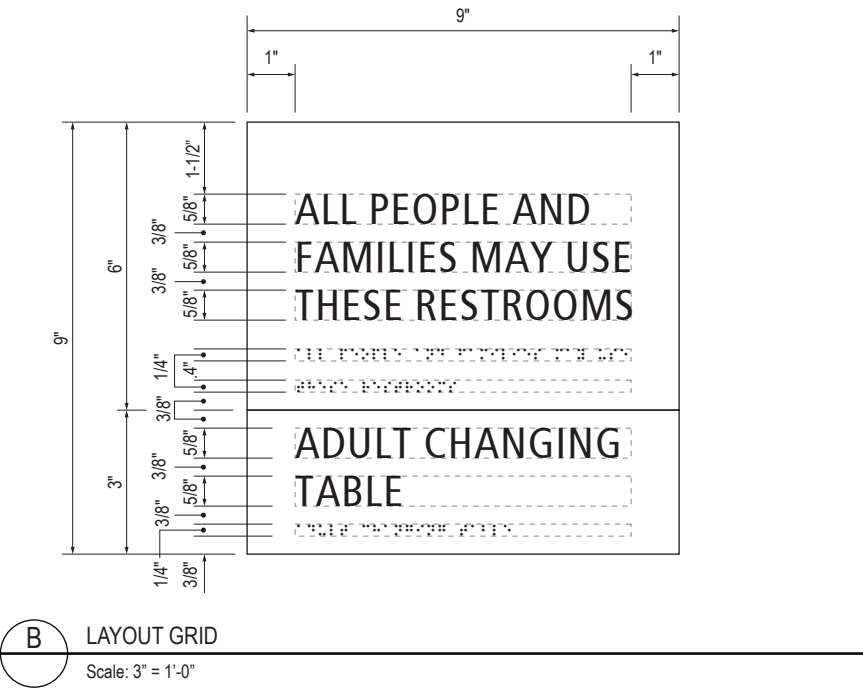 9"
1" 1"
1-1/2"
5/8"
ALL PEOPLE AND
3/8"
5/8"
FAMILIES MAY USE
3/8"
5/8"
THESE RESTROOMS
6"
9"
1/4"
.4"
3/8"
5/8"
ADULT CHANGING
3/8"
3"
5/8"
TABLE
3/8"
1/4"
3/8"
B LAYOUT GRID
Scale: 3” = 1’-0”